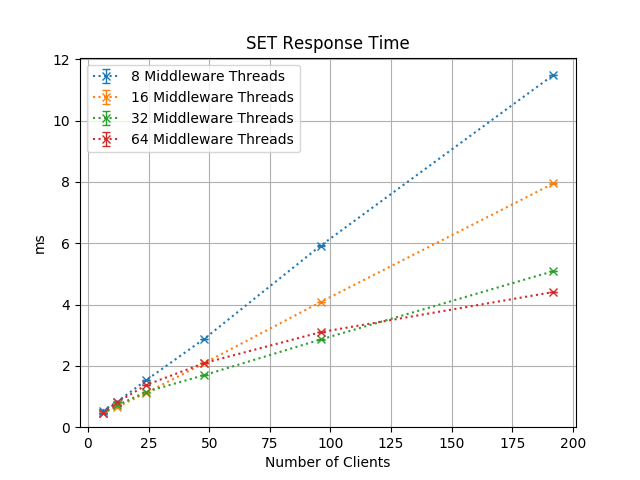 SET Response Time
12
10
8
6
4
2
0
ms
8 Middleware Threads
16 Middleware Threads
32 Middleware Threads
64 Middleware Threads
0 25 50 75 100 125 150 175 200
Number of Clients